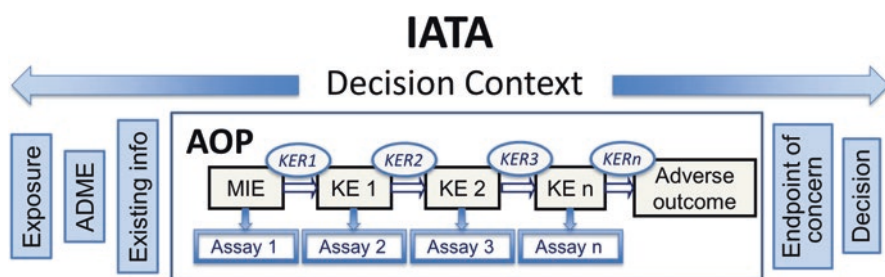 IATA
Decision Context
Exposure
ADME
Existing info
AOP
KER1
KER2
KER3
KERn
MIE
KE 1
KE 2
KE n
Adverse
outcome
Assay 1
Assay 2
Assay 3
Assay n
Endpoint of
concern
Decision